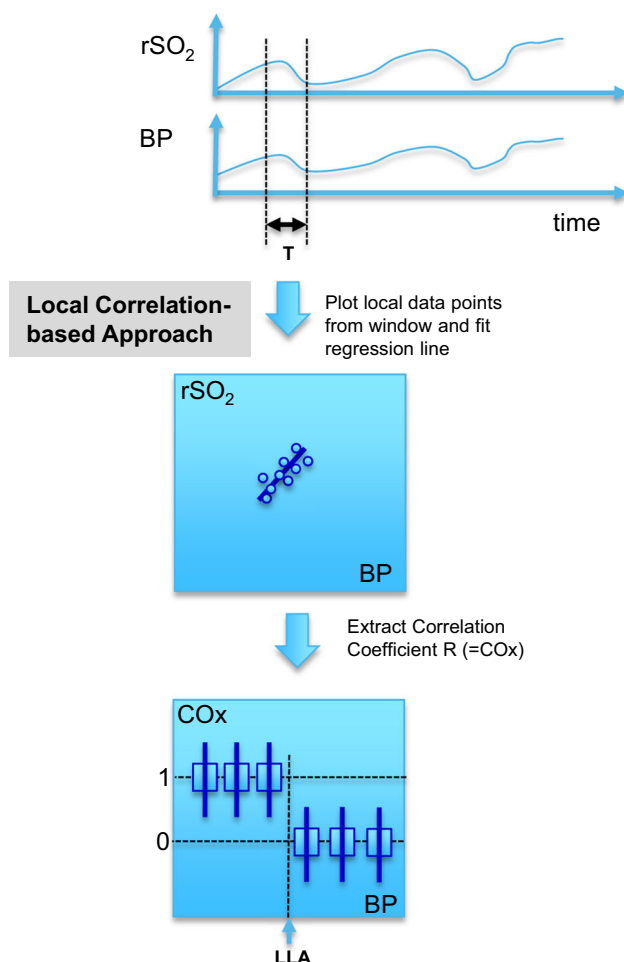 rSO₂
BP
time
T
Local Correlation-
based Approach
Plot local data points
from window and fit
regression line
rSO₂
BP
Extract Correlation
Coefficient R (=COx)
COx
1
0
BP
LLA